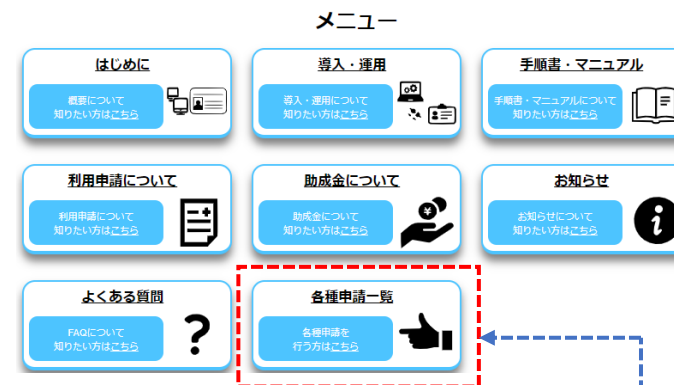 メニュー
はじめに
概要について
知りたい方はこちら
導入・運用
導入・運用について
知りたい方はこちら
手順書・マニュアル
手順書・マニュアルについて
知りたい方はこちら
利用申請について
利用申請について
知りたい方はこちら
助成金について
助成金について
知りたい方はこちら
お知らせ
お知らせについて
知りたい方はこちら
よくある質問
FAQについて
知りたい方はこちら
各種申請一覧
各種申請を
行う方はこちら